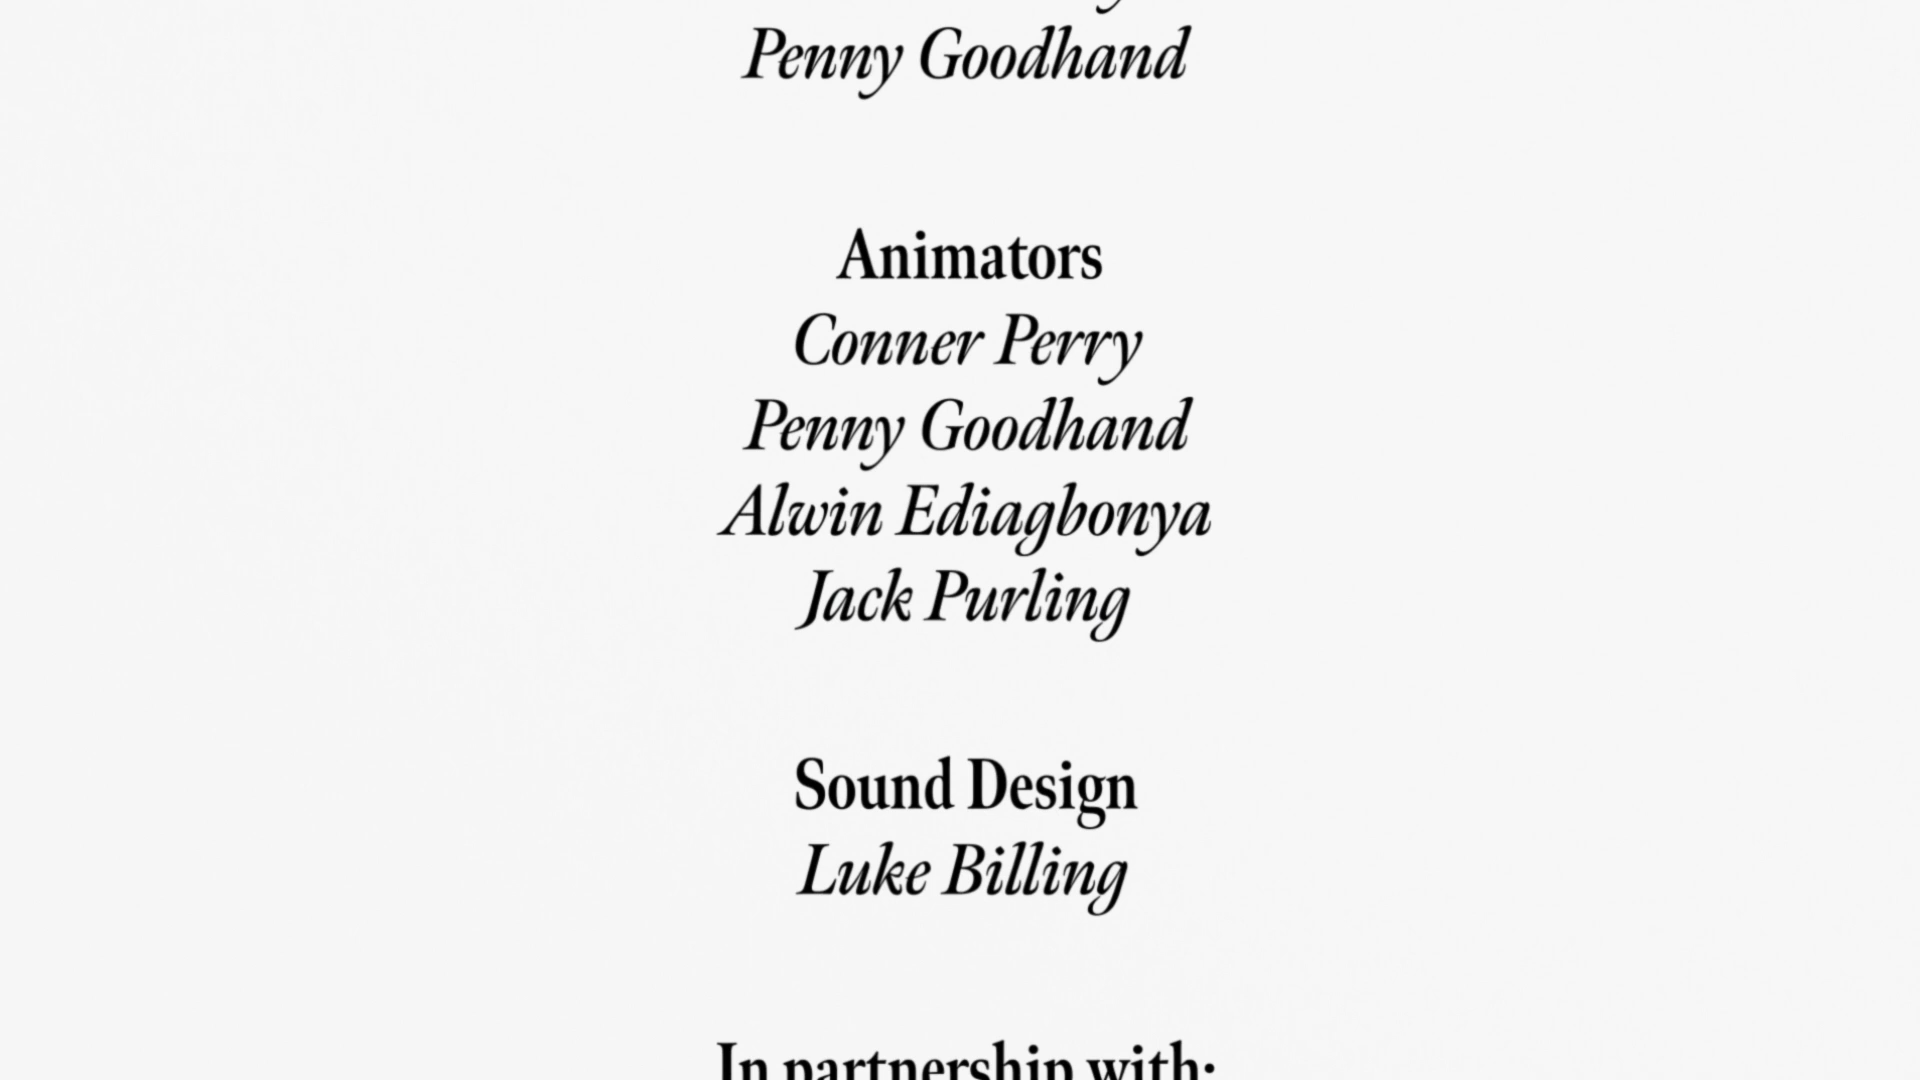 Penny Goodhand
Animators
Conner Perry
Penny Goodhand
Alwin Ediagbonya
Jack Purling
Sound Design
Luke Billing
In partnership with: